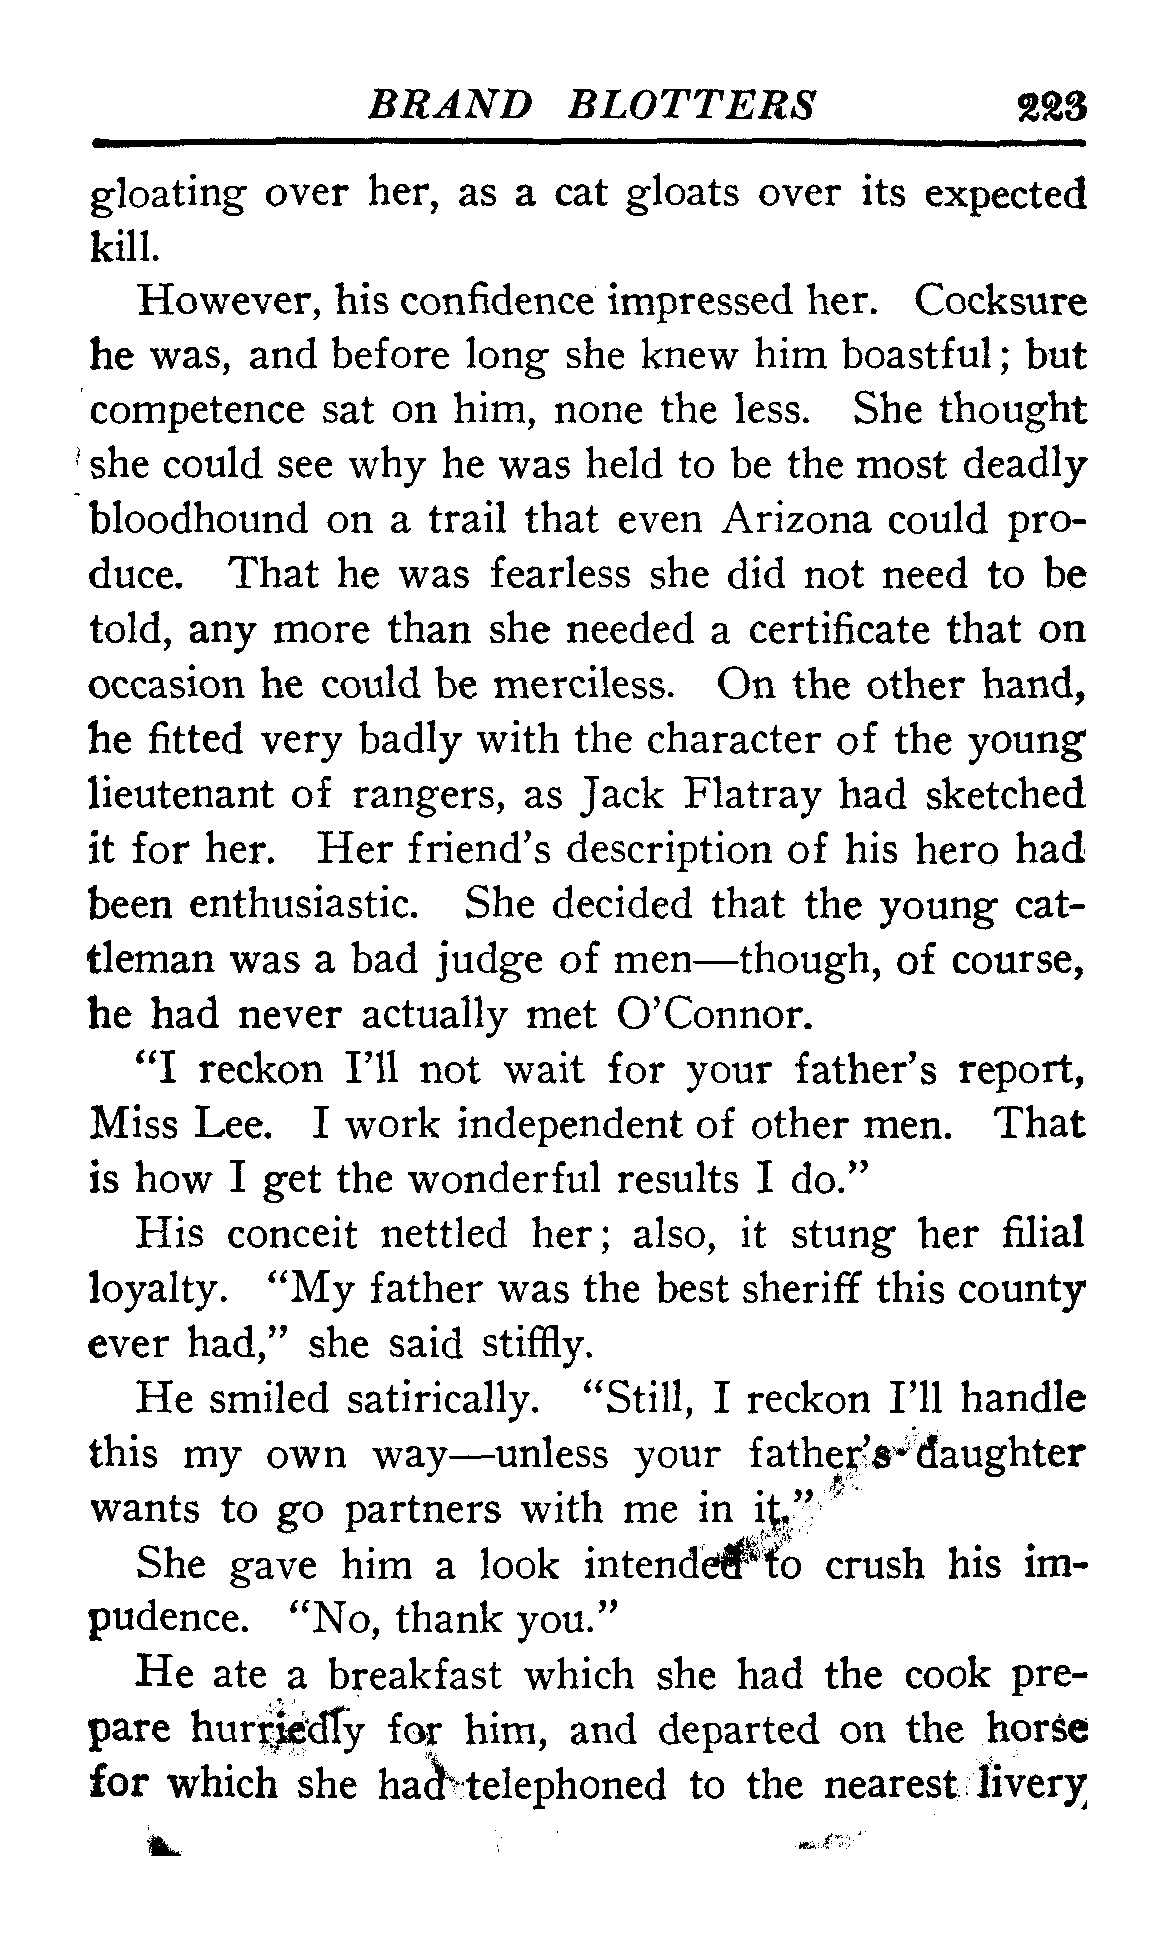 BRAND BLOTTERS 223
gloating over her, as a cat gloats over its expected
kill.
However, his confidence impressed her. Cocksure
he was, and before long she knew him boastful; but
competence sat on him, none the less. She thought
she could see why he was held to be the most deadly
bloodhound on a trail that even Arizona could pro-
duce. That he was fearless she did not need to be
told, any more than she needed a certificate that on
occasion he could be merciless. On the other hand,
he fitted very badly with the character of the young
lieutenant of rangers, as Jack Flatray had sketched
it for her. Her friend's description of his hero had
been enthusiastic. She decided that the young cat-
tleman was a bad judge of men—though, of course,
he had never actually met O'Connor.
"I reckon I'll not wait for your father's report,
Miss Lee. I work independent of other men. That
is how I get the wonderful results I do."
His conceit nettled her; also, it stung her filial
loyalty. "My father was the best sheriff this county
ever had," she said stiffly.
He smiled satirically. "Still, I reckon I'll handle
this my own way—unless your father's daughter
wants to go partners with me in it."
She gave him a look intended to crush his im-
pudence. "No, thank you."
He ate a breakfast which she had the cook pre-
pare hurriedly for him, and departed on the horse
for which she had telephoned to the nearest livery